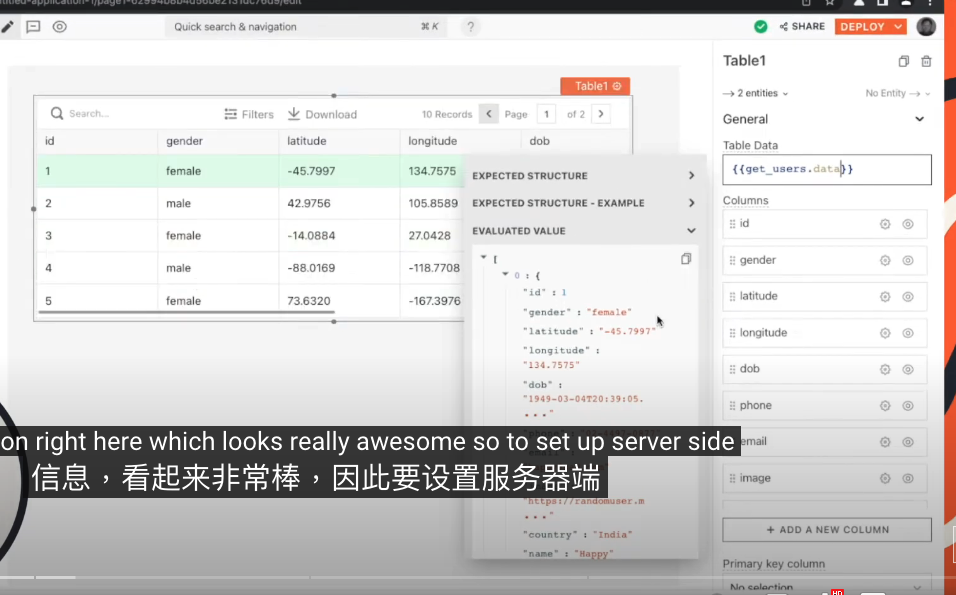 Quick search & navigation
⌘ K
?
SHARE
DEPLOY
Table1
Search...
Filters
Download
10 Records
Page
1
of 2
id gender latitude longitude dob
1 female -45.7997 134.7575
2 male 42.9756 105.8589
3 female -14.0884 27.0428
4 male -88.0169 -118.7708
5 female 73.6320 -167.3976
EXPECTED STRUCTURE
EXPECTED STRUCTURE - EXAMPLE
EVALUATED VALUE
[
0 : {
"id" : 1
"gender" : "female"
"latitude" : "-45.7997"
"longitude" :
"134.7575"
"dob" :
"1949-03-04T20:39:05.
..."
"https://randomuser.m
..."
"country" : "India"
"name" : "Happy"
Table1
2 entities
No Entity
General
Table Data
{{get_users.data}}
Columns
id
gender
latitude
longitude
dob
phone
email
image
+ ADD A NEW COLUMN
Primary key column
No selection
on right here which looks really awesome so to set up server side
信息，看起来非常棒，因此要设置服务器端
HD